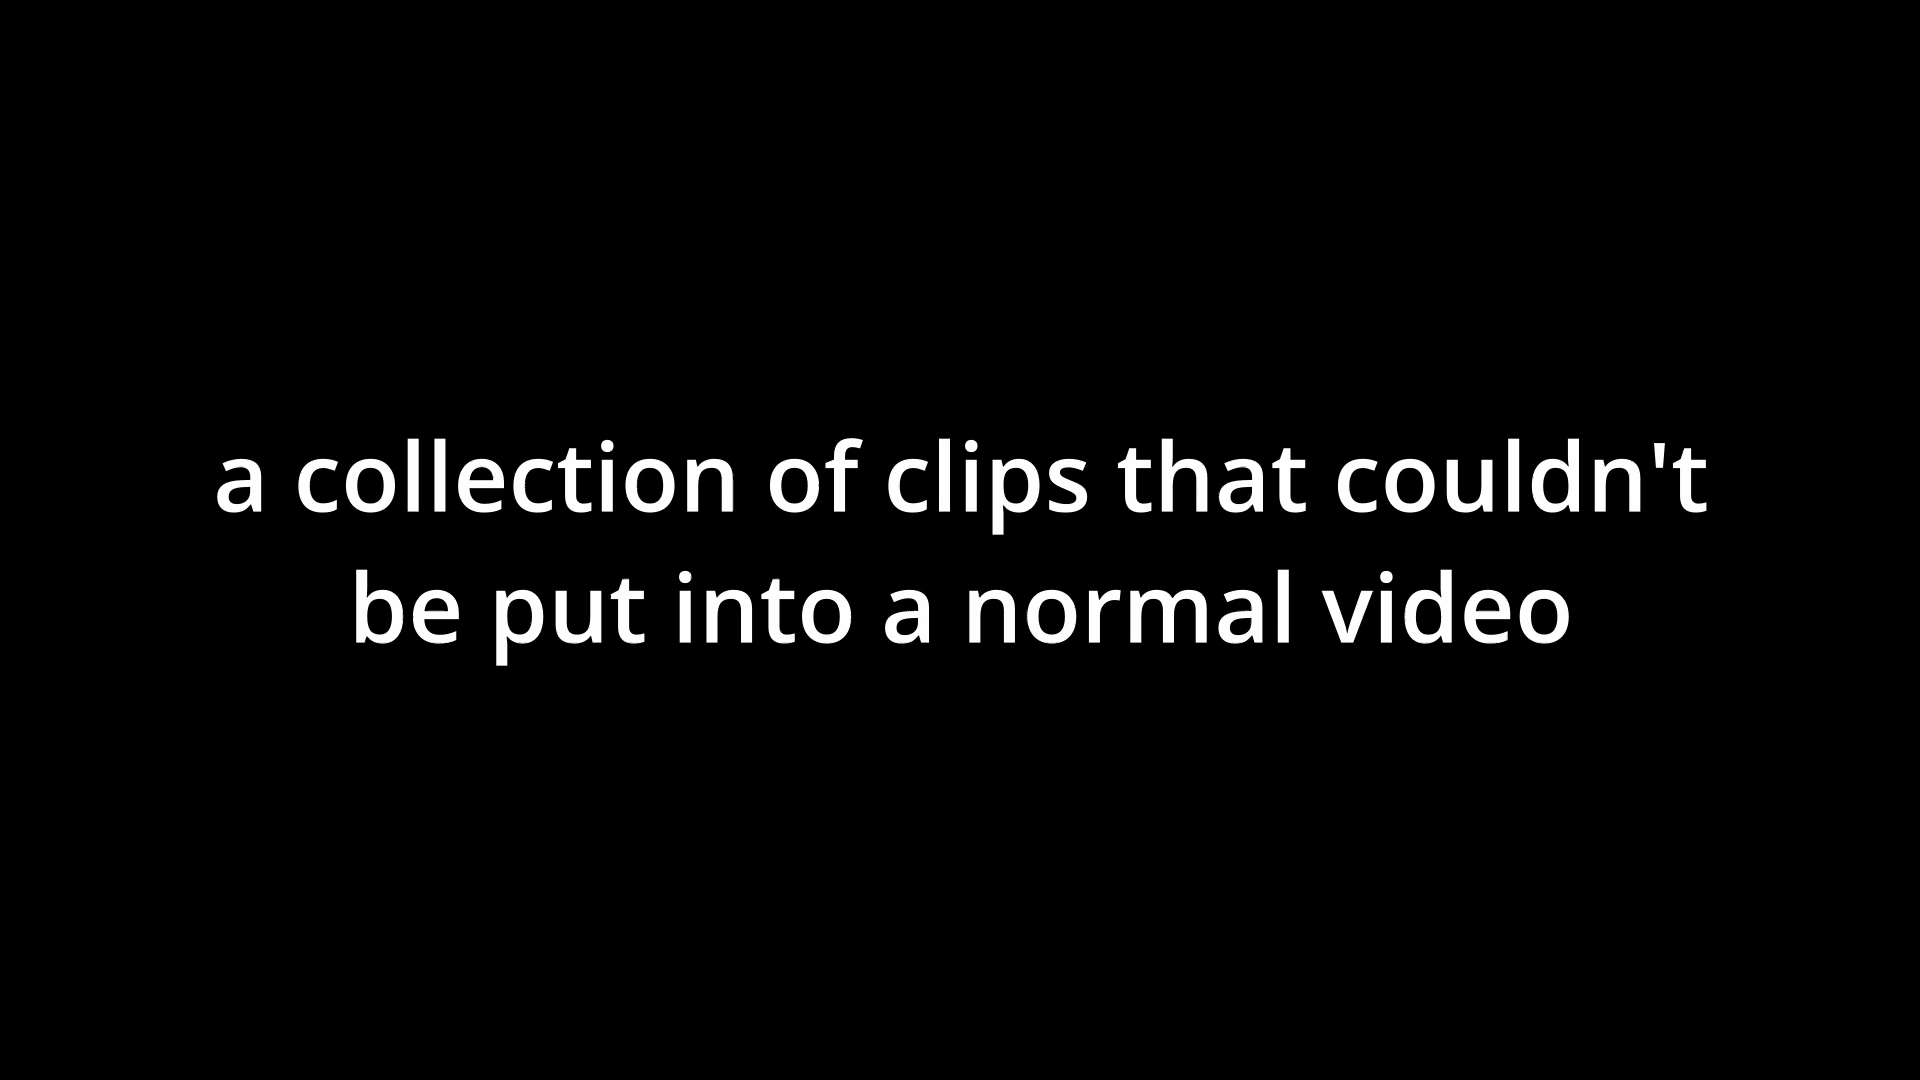 a collection of clips that couldn't
be put into a normal video